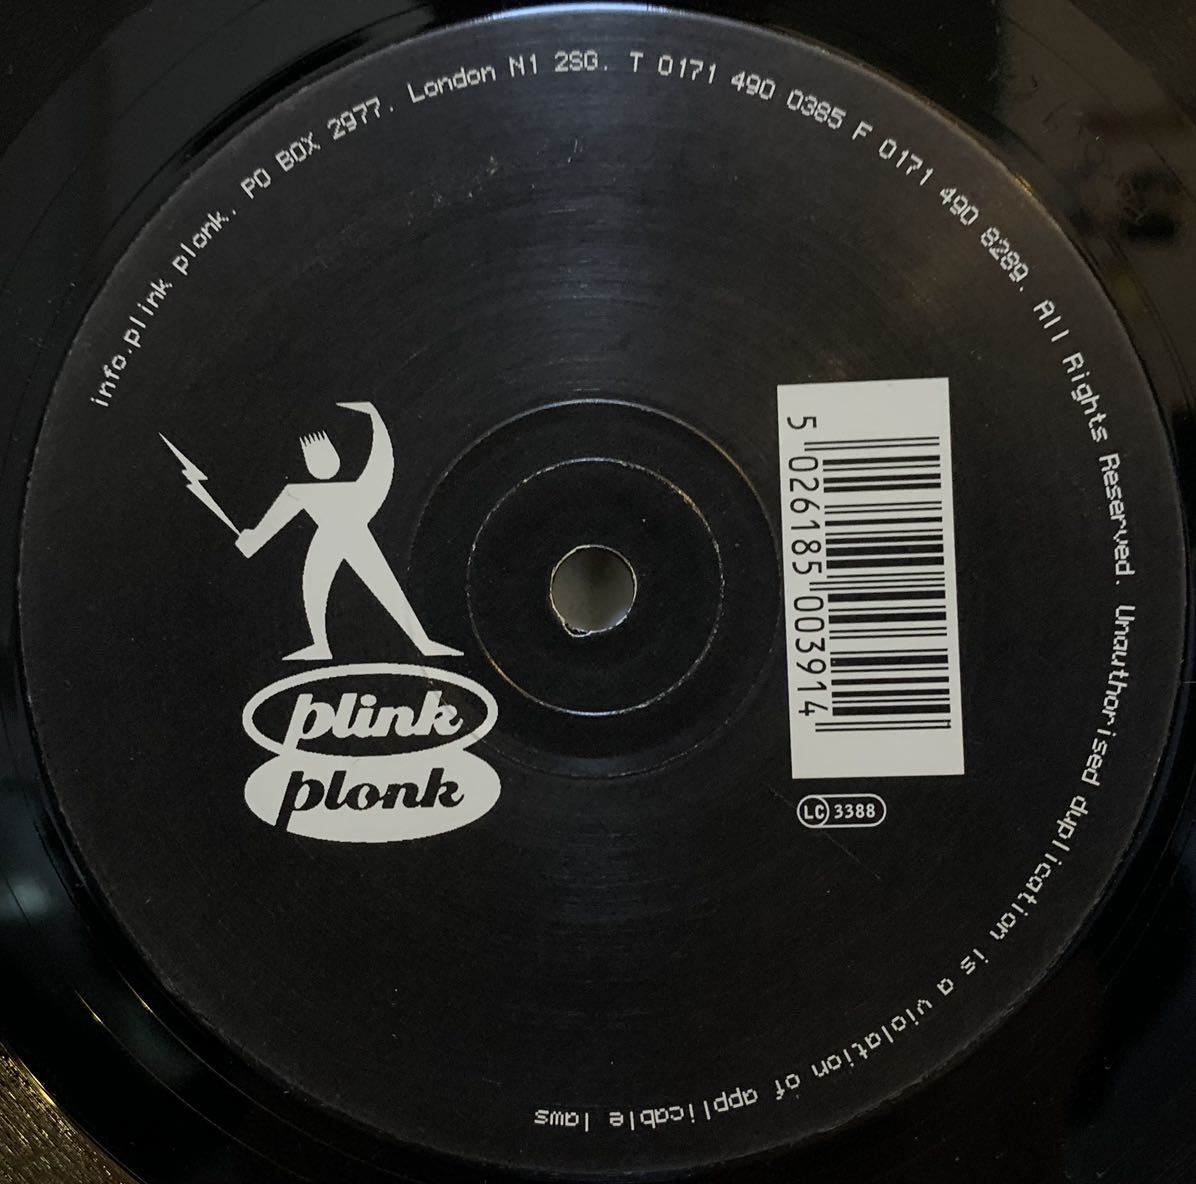 info.plink plonk. PO BOX 2977. London N1 2SG. T 0171 490 0385 F 0171 490 8289. All Rights Reserved. Unauthorised duplication is a violation of applicable laws
plink
plonk
5 026185 003914
LC 3388